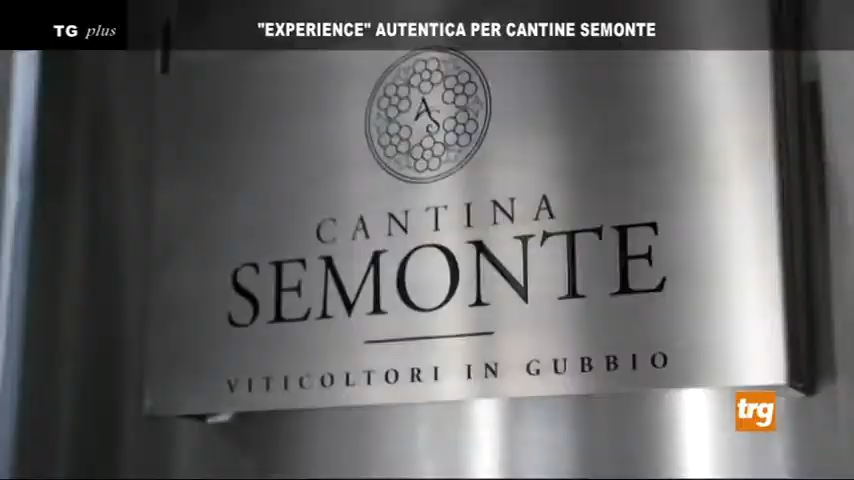 TG plus
"EXPERIENCE" AUTENTICA PER CANTINE SEMONTE
AS
CANTINA
SEMONTE
VITICOLTORI IN GUBBIO
trg